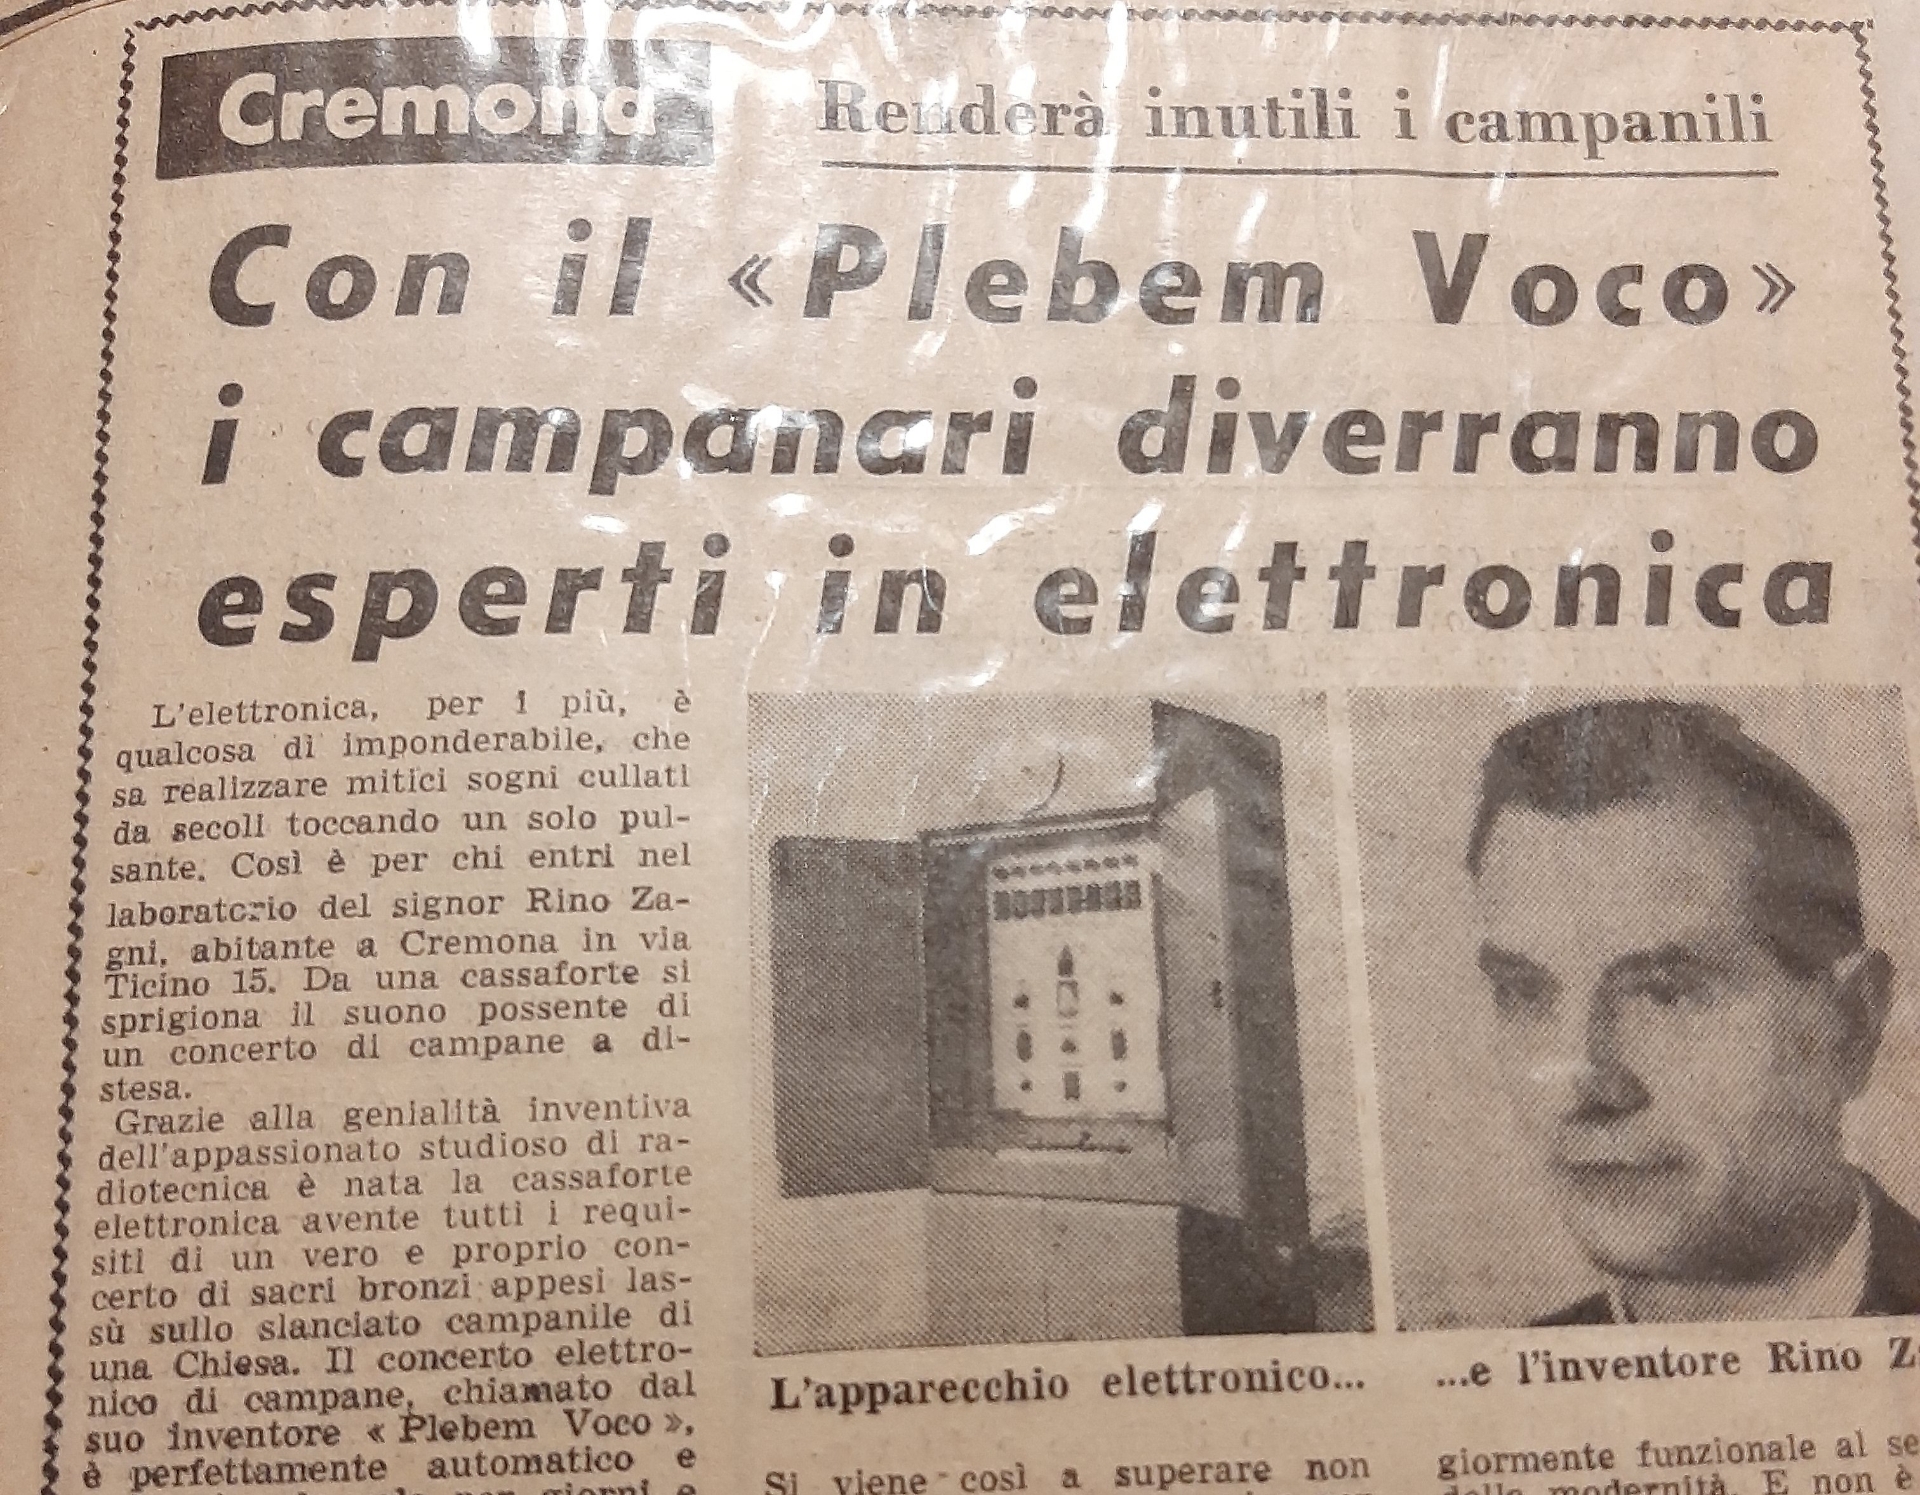 Cremona
Renderà inutili i campanili
Con il « Plebem Voco »
i campanari diverranno
esperti in elettronica
L'elettronica, per i più, è
qualcosa di imponderabile, che
sa realizzare mitici sogni cullati
da secoli toccando un solo pul-
sante. Così è per chi entri nel
laboratorio del signor Rino Za-
gni, abitante a Cremona in via
Ticino 15. Da una cassaforte si
sprigiona il suono possente di
un concerto di campane a di-
stesa.
Grazie alla genialità inventiva
dell'appassionato studioso di ra-
diotecnica è nata la cassaforte
elettronica avente tutti i requi-
siti di un vero e proprio con-
certo di sacri bronzi appesi las-
sù sullo slanciato campanile di
una Chiesa. Il concerto elettro-
nico di campane, chiamato dal
suo inventore « Plebem Voco »,
è perfettamente automatico e
giorni e
L'apparecchio elettronico...
...e l'inventore Rino
Si viene così a superare non
giormente funzionale al
modernità. E non è